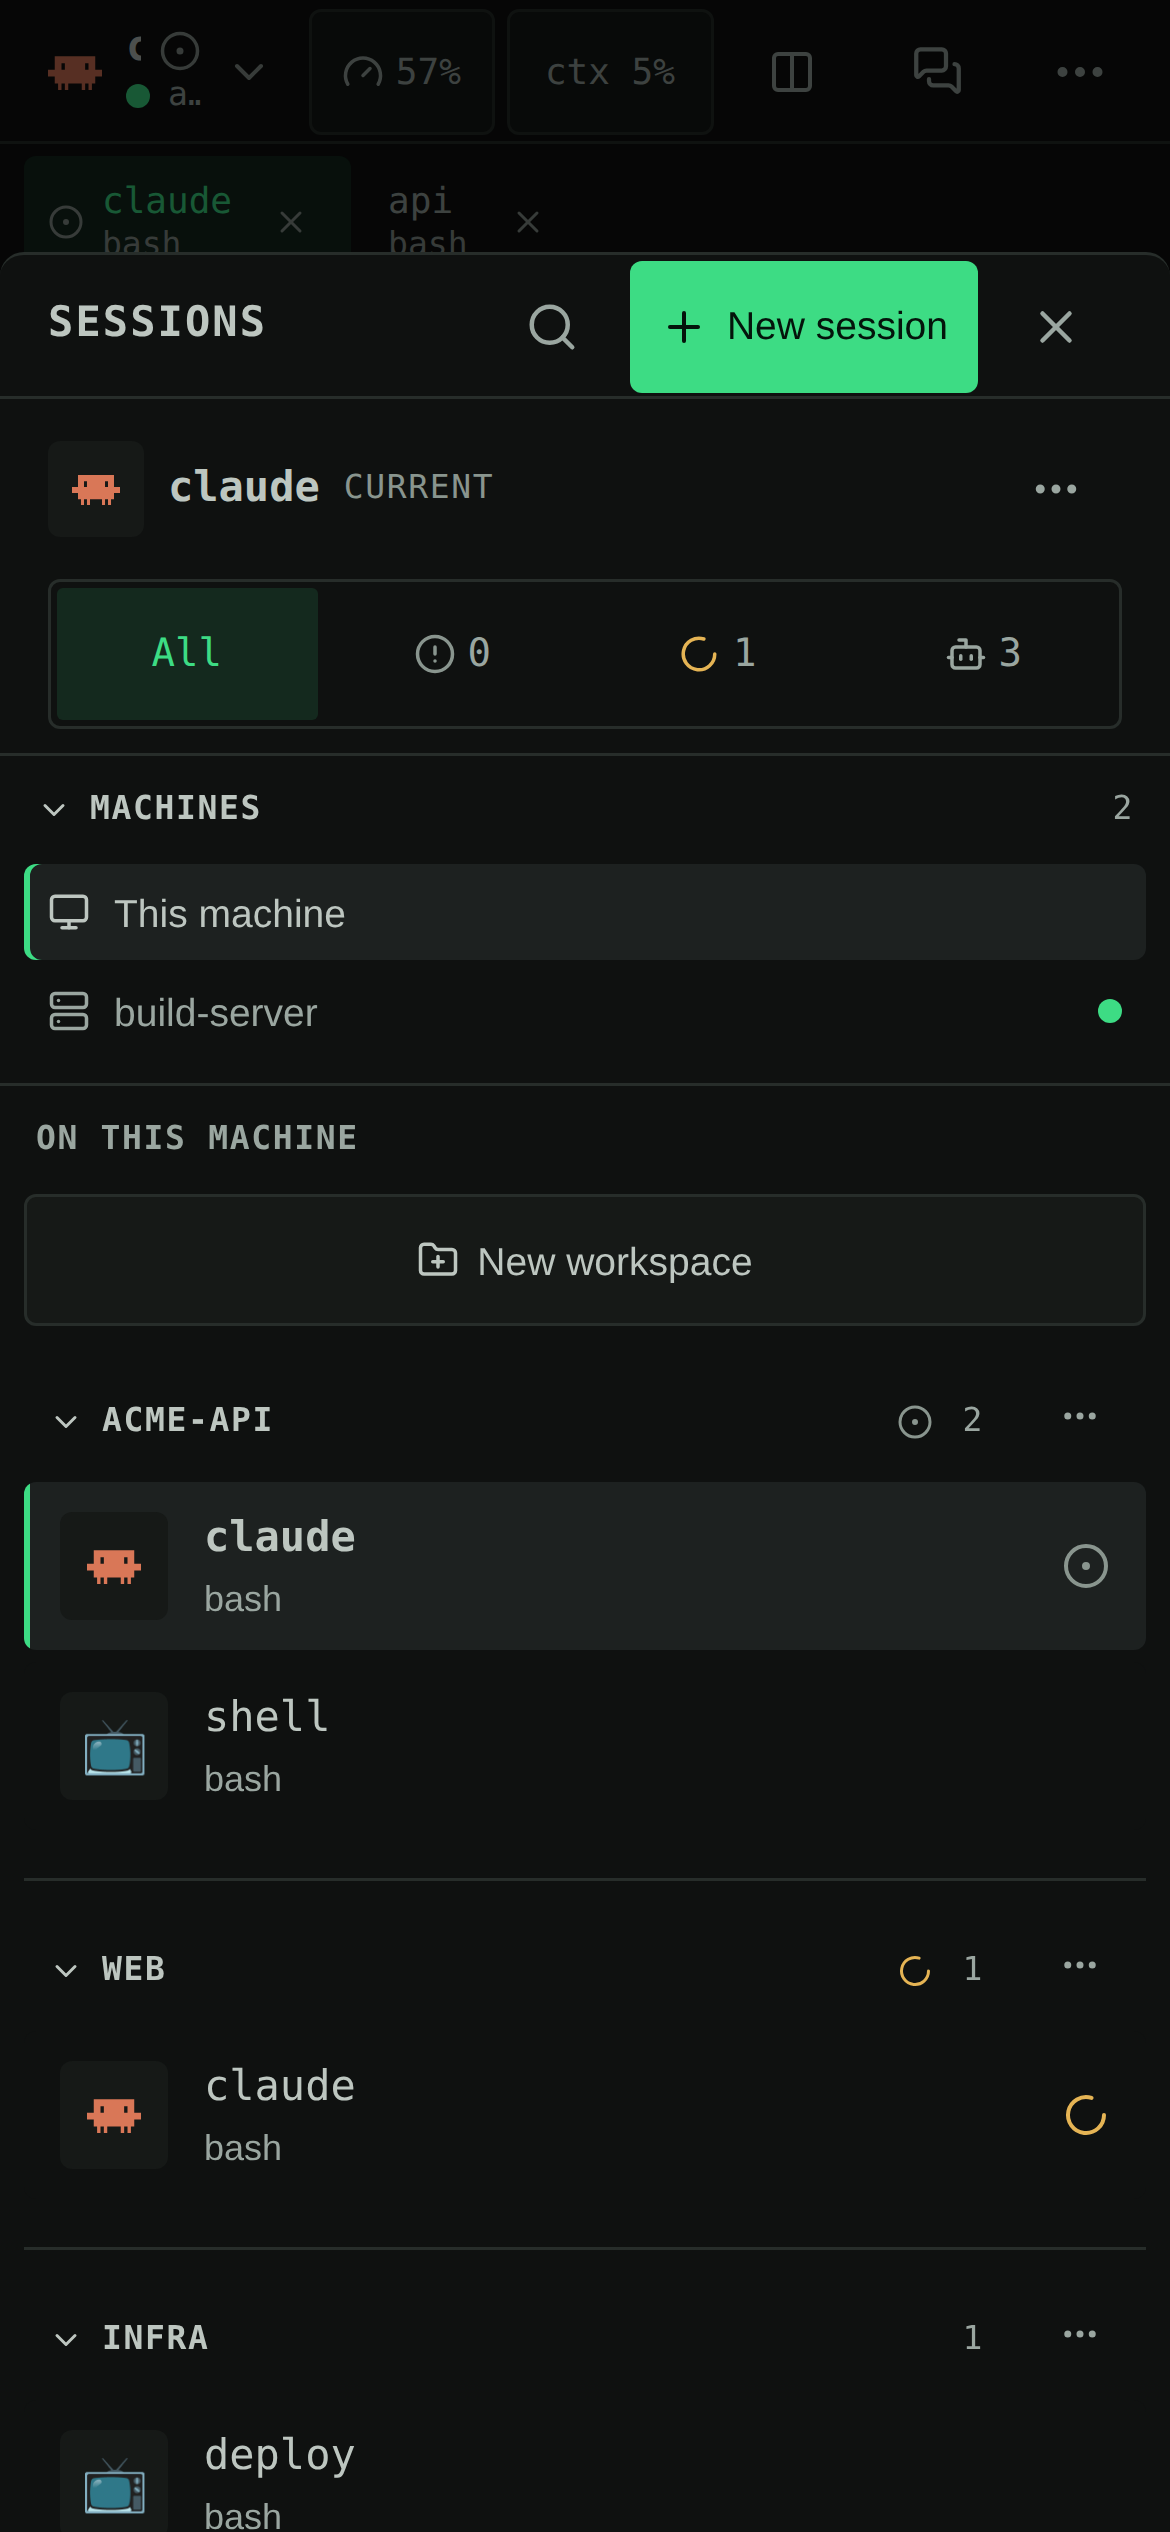 57%
ctx 5%
a…
claude
bash
api
bash
SESSIONS
New session
claude CURRENT
All
0
1
3
MACHINES
2
This machine
build-server
ON THIS MACHINE
New workspace
ACME-API
2
claude
bash
shell
bash
WEB
1
claude
bash
INFRA
1
deploy
bash